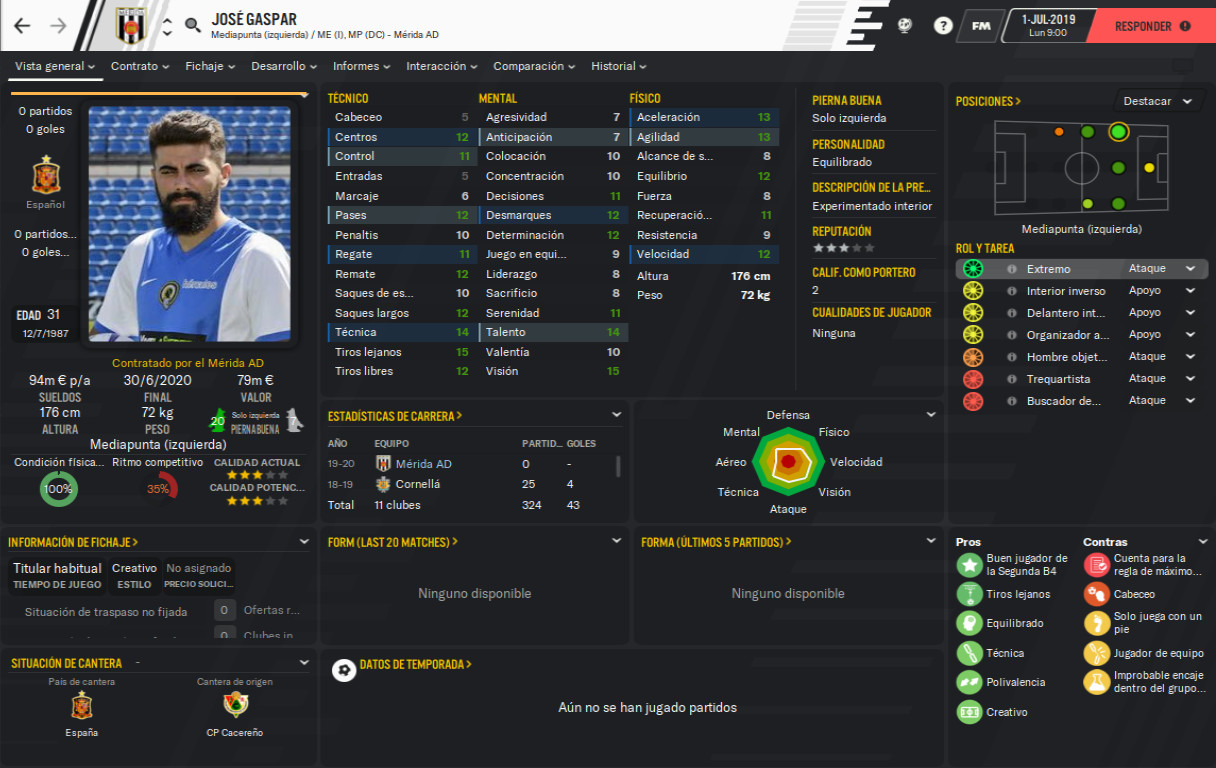 JOSÉ GASPAR
Mediapunta (izquierda) / ME (I), MP (DC) - Mérida AD
MÉRIDA
?
FM
1-JUL-2019
Lun 9:00
RESPONDER
Vista general
Contrato
Fichaje
Desarrollo
Informes
Interacción
Comparación
Historial
0 partidos
0 goles
Español
0 partidos...
0 goles...
EDAD 31
12/7/1987
Hércules
Contratado por el Mérida AD
94m € p/a
SUELDOS
30/6/2020
FINAL
79m €
VALOR
176 cm
ALTURA
72 kg
PESO
20
Solo izquierda
PIERNA BUENA
7
Mediapunta (izquierda)
Condición física...
100%
Ritmo competitivo
35%
CALIDAD ACTUAL
CALIDAD POTENC...
TÉCNICO
Cabeceo 5
Centros 12
Control 11
Entradas 5
Marcaje 6
Pases 12
Penaltis 10
Regate 11
Remate 12
Saques de es... 10
Saques largos 12
Técnica 14
Tiros lejanos 15
Tiros libres 12
MENTAL
Agresividad 7
Anticipación 7
Colocación 10
Concentración 10
Decisiones 11
Desmarques 12
Determinación 12
Juego en equi... 9
Liderazgo 8
Sacrificio 8
Serenidad 11
Talento 14
Valentía 10
Visión 15
FÍSICO
Aceleración 13
Agilidad 13
Alcance de s... 8
Equilibrio 12
Fuerza 8
Recuperació... 11
Resistencia 9
Velocidad 12
Altura 176 cm
Peso 72 kg
PIERNA BUENA
Solo izquierda
PERSONALIDAD
Equilibrado
DESCRIPCIÓN DE LA PRE...
Experimentado interior
REPUTACIÓN
CALIF. COMO PORTERO
2
CUALIDADES DE JUGADOR
Ninguna
POSICIONES >
Destacar
Mediapunta (izquierda)
ROL Y TAREA
Extremo Ataque
Interior inverso Apoyo
Delantero int... Apoyo
Organizador a... Apoyo
Hombre objet... Ataque
Trequartista Ataque
Buscador de... Ataque
ESTADÍSTICAS DE CARRERA >
AÑO EQUIPO PARTID... GOLES
19-20 Mérida AD 0 -
18-19 Cornellá 25 4
Total 11 clubes 324 43
Defensa
Mental
Físico
Aéreo
Velocidad
Técnica
Visión
Ataque
INFORMACIÓN DE FICHAJE >
Titular habitual
TIEMPO DE JUEGO
Creativo
ESTILO
No asignado
PRECIO SOLICI...
Situación de traspaso no fijada
0 Ofertas r...
0 Clubes in
FORM (LAST 20 MATCHES) >
Ninguno disponible
FORMA (ÚLTIMOS 5 PARTIDOS) >
Ninguno disponible
Pros
Buen jugador de
la Segunda B4
Tiros lejanos
Equilibrado
Técnica
Polivalencia
Creativo
Contras
Cuenta para la
regla de máximo...
Cabeceo
Solo juega con un
pie
Jugador de equipo
Improbable encaje
dentro del grupo...
SITUACIÓN DE CANTERA -
País de cantera
España
Cantera de origen
CP Cacereño
DATOS DE TEMPORADA >
Aún no se han jugado partidos